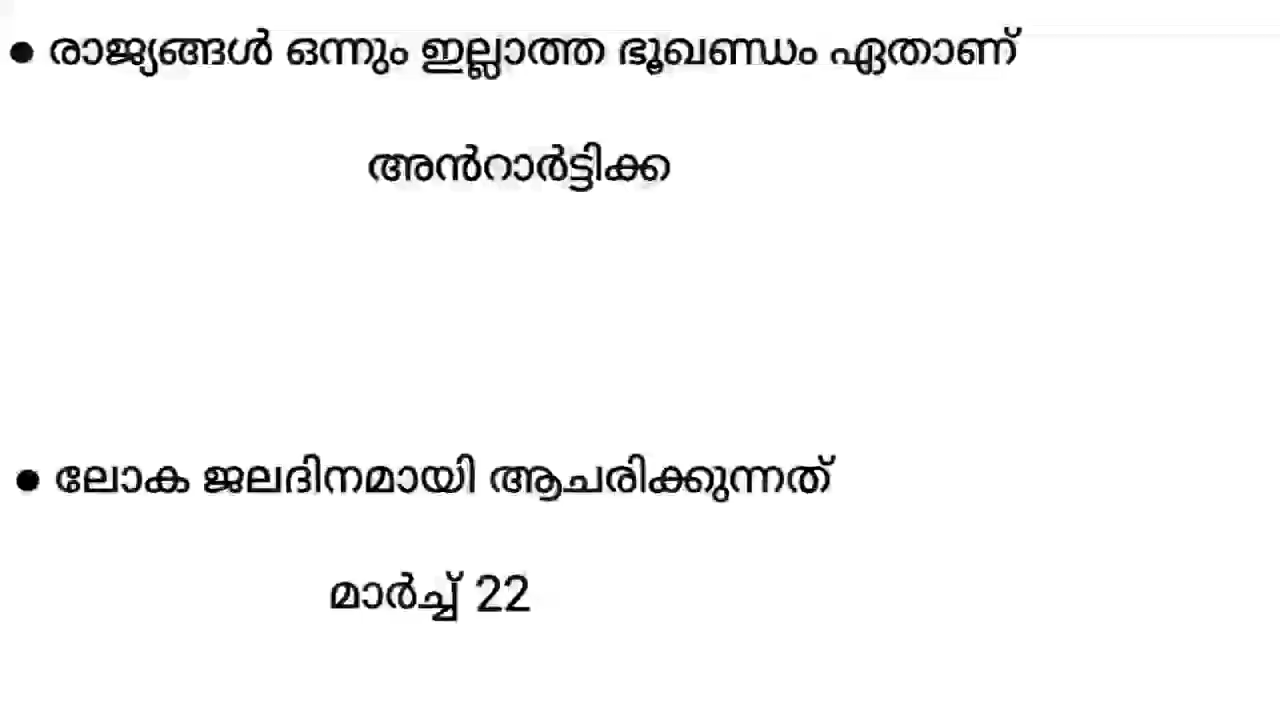 • രാജ്യങ്ങൾ ഒന്നും ഇല്ലാത്ത ഭൂഖണ്ഡം ഏതാണ്
അൻറാർട്ടിക്ക
• ലോക ജലദിനമായി ആചരിക്കുന്നത്
മാർച്ച് 22